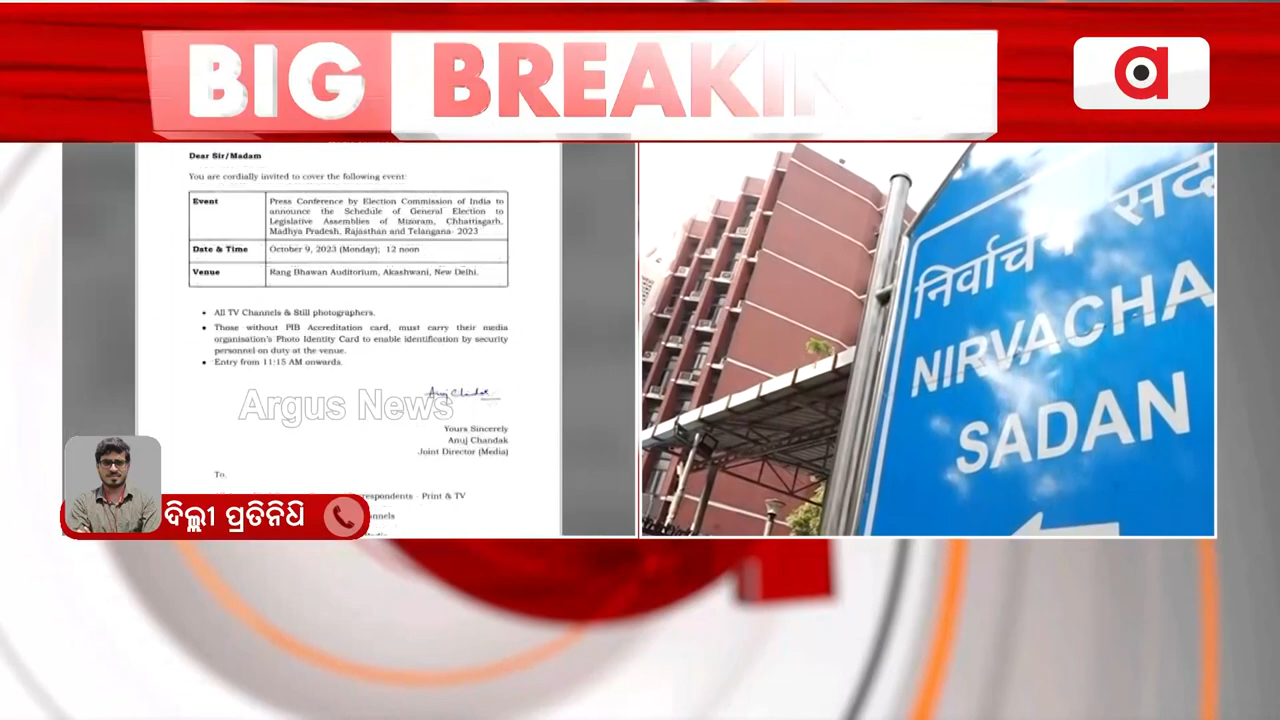 BIG BREAKIN
a
Dear Sir/Madam
You are cordially invited to cover the following event:
Event
Press Conference by Election Commission of India to
announce the Schedule of General Election to
Legislative Assemblies of Mizoram, Chhattisgarh,
Madhya Pradesh, Rajasthan and Telangana- 2023
Date & Time
October 9, 2023 (Monday); 12 noon
Venue
Rang Bhawan Auditorium, Akashwani, New Delhi.
• All TV Channels & Still photographers.
• Those without PIB Accreditation card, must carry their media
organisation's Photo Identity Card to enable identification by security
personnel on duty at the venue.
• Entry from 11:15 AM onwards.
Anuj Chandak
Argus News
Yours Sincerely
Anuj Chandak
Joint Director (Media)
To,
respondents - Print & TV
ଦିଲ୍ଲୀ ପ୍ରତିନିଧି
निर्वाच सद
NIRVACHA
SADAN